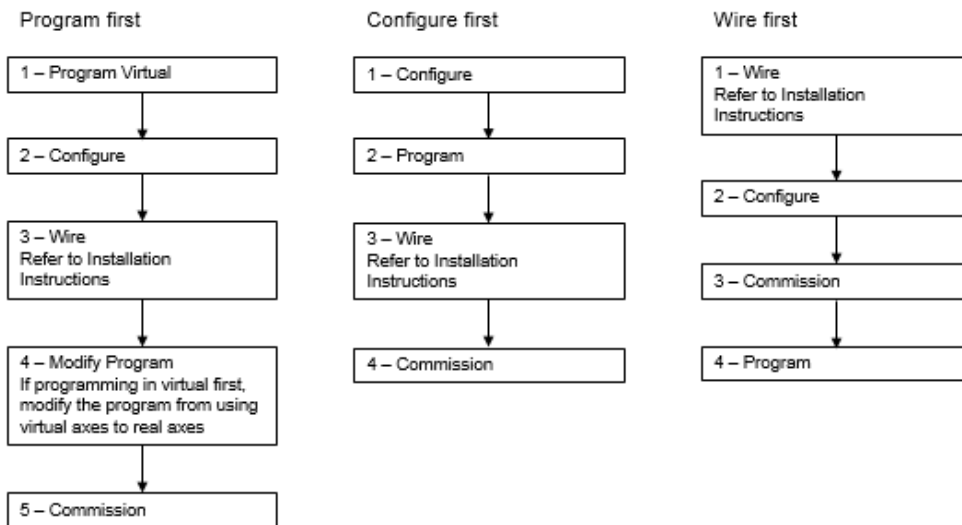 Program first
1 – Program Virtual
2 – Configure
3 – Wire
Refer to Installation
Instructions
4 – Modify Program
If programming in virtual first,
modify the program from using
virtual axes to real axes
5 – Commission
Configure first
1 – Configure
2 – Program
3 – Wire
Refer to Installation
Instructions
4 – Commission
Wire first
1 – Wire
Refer to Installation
Instructions
2 – Configure
3 – Commission
4 – Program